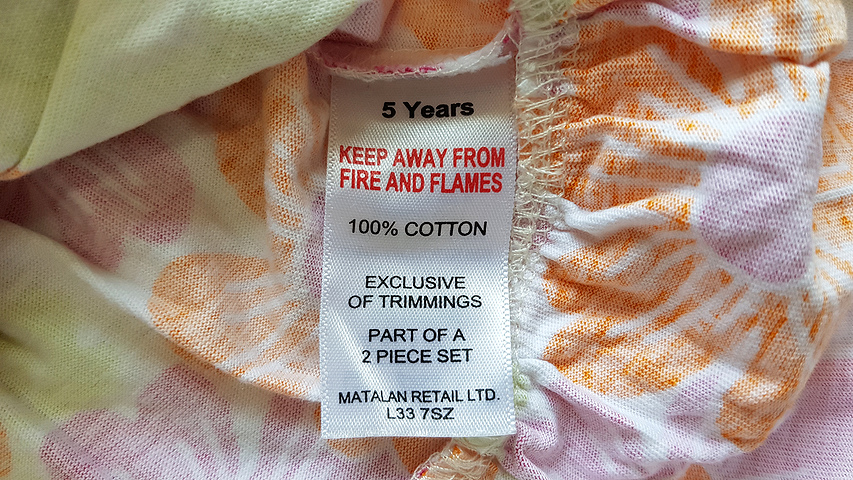 5 Years
KEEP AWAY FROM
FIRE AND FLAMES
100% COTTON
EXCLUSIVE
OF TRIMMINGS
PART OF A
2 PIECE SET
MATALAN RETAIL LTD.
L33 7SZ